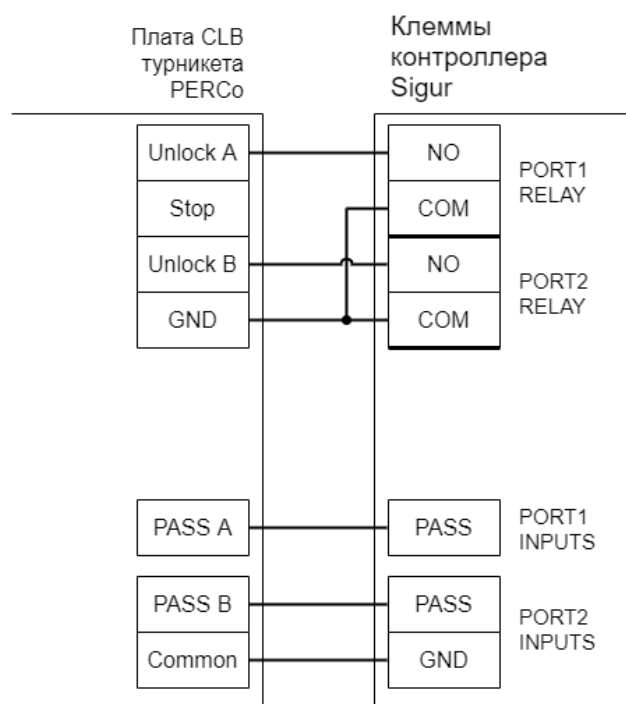 Плата CLB
турникета
PERCo
Клеммы
контроллера
Sigur
Unlock A
NO
PORT1
RELAY
Stop
COM
Unlock B
NO
PORT2
RELAY
GND
COM
PASS A
PASS
PORT1
INPUTS
PASS B
PASS
PORT2
INPUTS
Common
GND